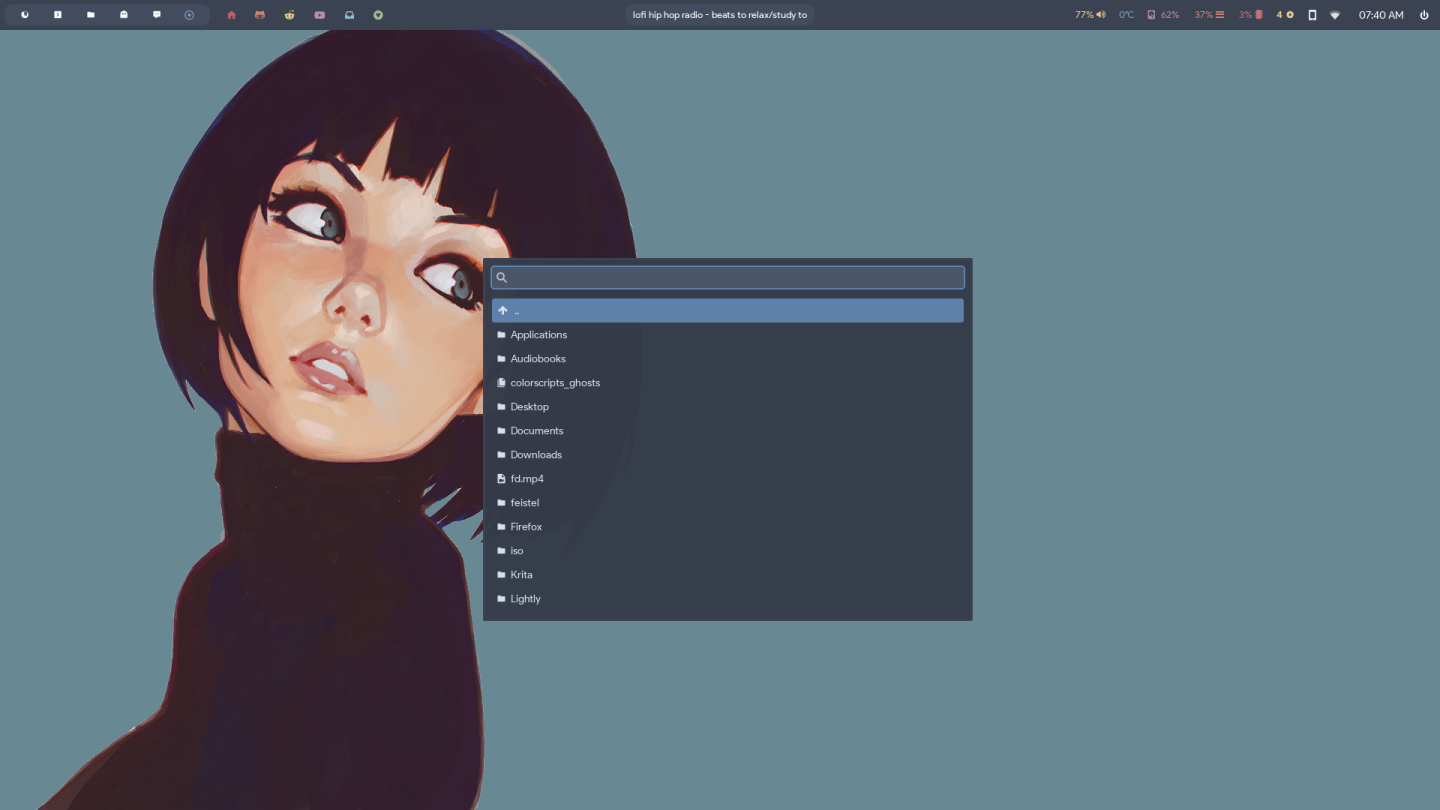 lofi hip hop radio - beats to relax/study to
77%
0°C
62%
37%
3%
4
07:40 AM
..
Applications
Audiobooks
colorscripts_ghosts
Desktop
Documents
Downloads
fd.mp4
feistel
Firefox
iso
Krita
Lightly